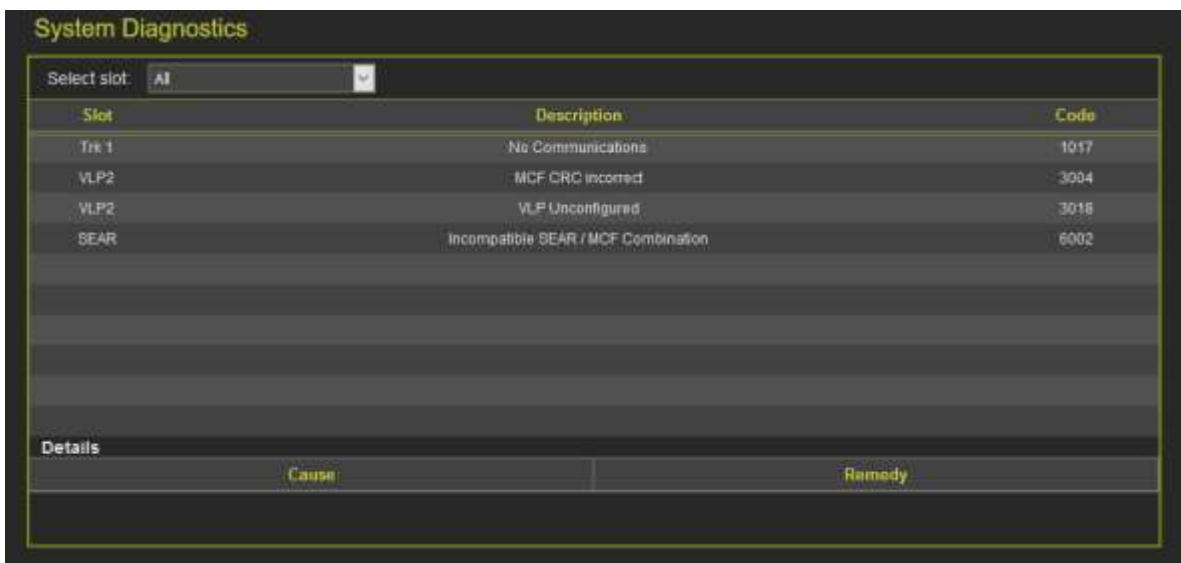 System Diagnostics
Select slot: All
Slot Description Code
Trk 1 No Communications 1017
VLP2 MCF CRC incorrect 3004
VLP2 VLP Unconfigured 3018
SEAR Incompatible SEAR / MCF Combination 6002
Details
Cause Remedy